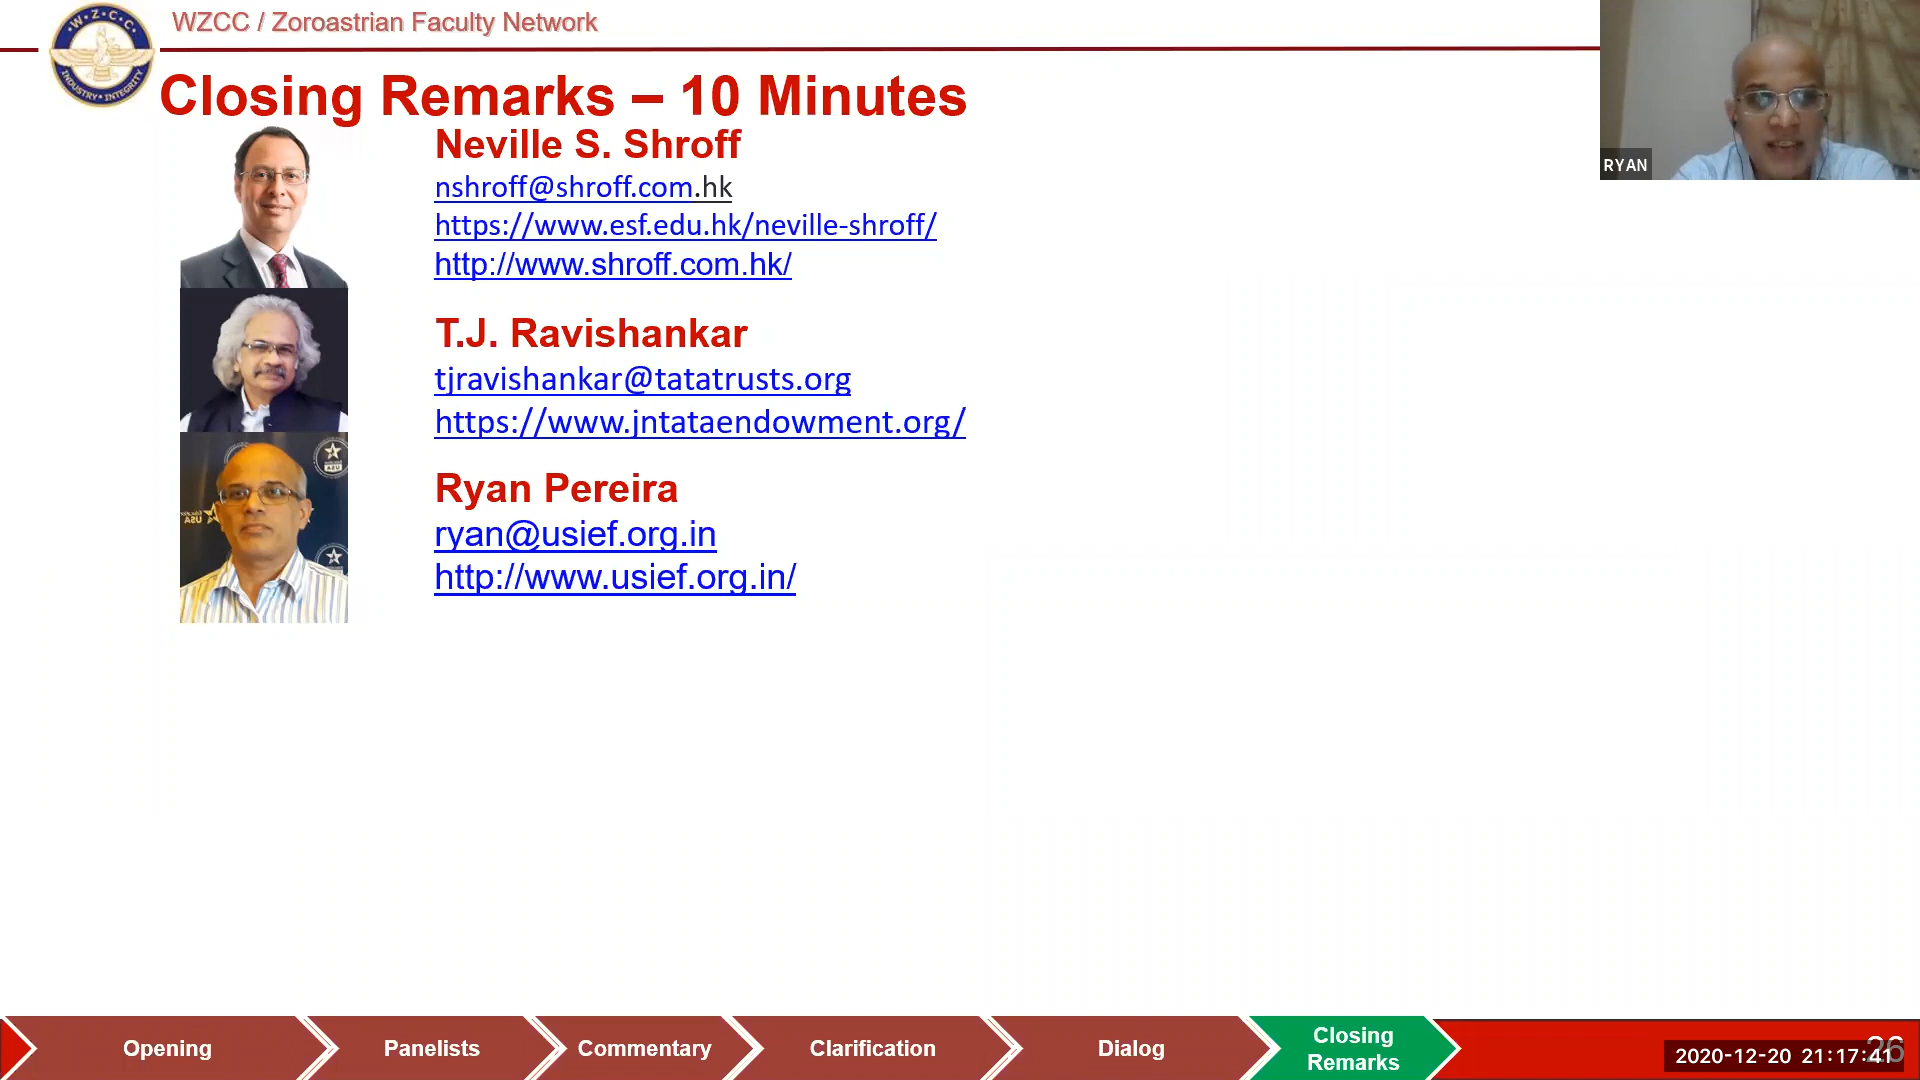 WZCC / Zoroastrian Faculty Network
W·Z·C·C
INDUSTRY · INTEGRITY
Closing Remarks – 10 Minutes
Neville S. Shroff
nshroff@shroff.com.hk
https://www.esf.edu.hk/neville-shroff/
http://www.shroff.com.hk/
T.J. Ravishankar
tjravishankar@tatatrusts.org
https://www.jntataendowment.org/
Ryan Pereira
ryan@usief.org.in
http://www.usief.org.in/
RYAN
Opening
Panelists
Commentary
Clarification
Dialog
Closing
Remarks
26
2020-12-20 21:17:41